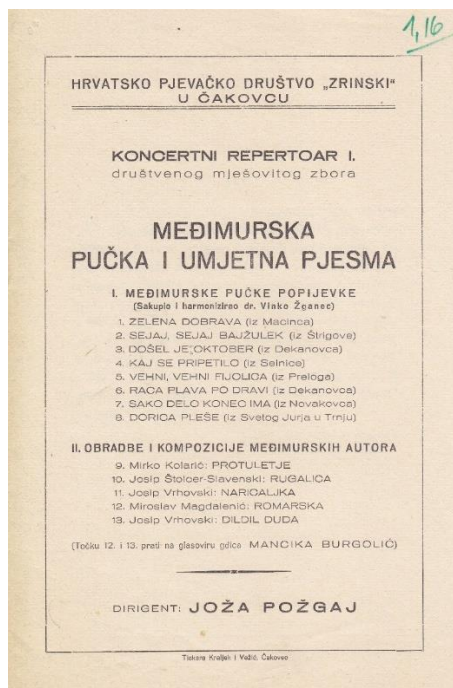 1,16
HRVATSKO PJEVAČKO DRUŠTVO „ZRINSKI“
U ČAKOVCU
KONCERTNI REPERTOAR I.
društvenog mješovitog zbora
MEĐIMURSKA
PUČKA I UMJETNA PJESMA
I. MEĐIMURSKE PUČKE POPIJEVKE
(Sakupio i harmonizirao dr. Vinko Žganec)
1. ZELENA DOBRAVA (iz Macinca)
2. SEJAJ, SEJAJ BAJŽULEK (iz Štrigove)
3. DOŠEL JE OKTOBER (iz Dekanovca)
4. KAJ SE PRIPETILO (iz Selnice)
5. VEHNI, VEHNI FIJOLICA (iz Preloga)
6. RACA PLAVA PO DRAVI (iz Dekanovca)
7. SAKO DELO KONEC IMA (iz Novakovca)
8. DORICA PLEŠE (iz Svetog Jurja u Trnju)
II. OBRADBE I KOMPOZICIJE MEĐIMURSKIH AUTORA
9. Mirko Kolarić: PROTULETJE
10. Josip Štolcer-Slavenski: RUGALICA
11. Josip Vrhovski: NARICALJKA
12. Miroslav Magdalenić: ROMARSKA
13. Josip Vrhovski: DILDIL DUDA
(Točku 12. i 13. prati na glasoviru gdica MANCIKA BURGOLIĆ)
DIRIGENT: JOŽA POŽGAJ
Tiskara Kraljek i Vežić, Čakovec